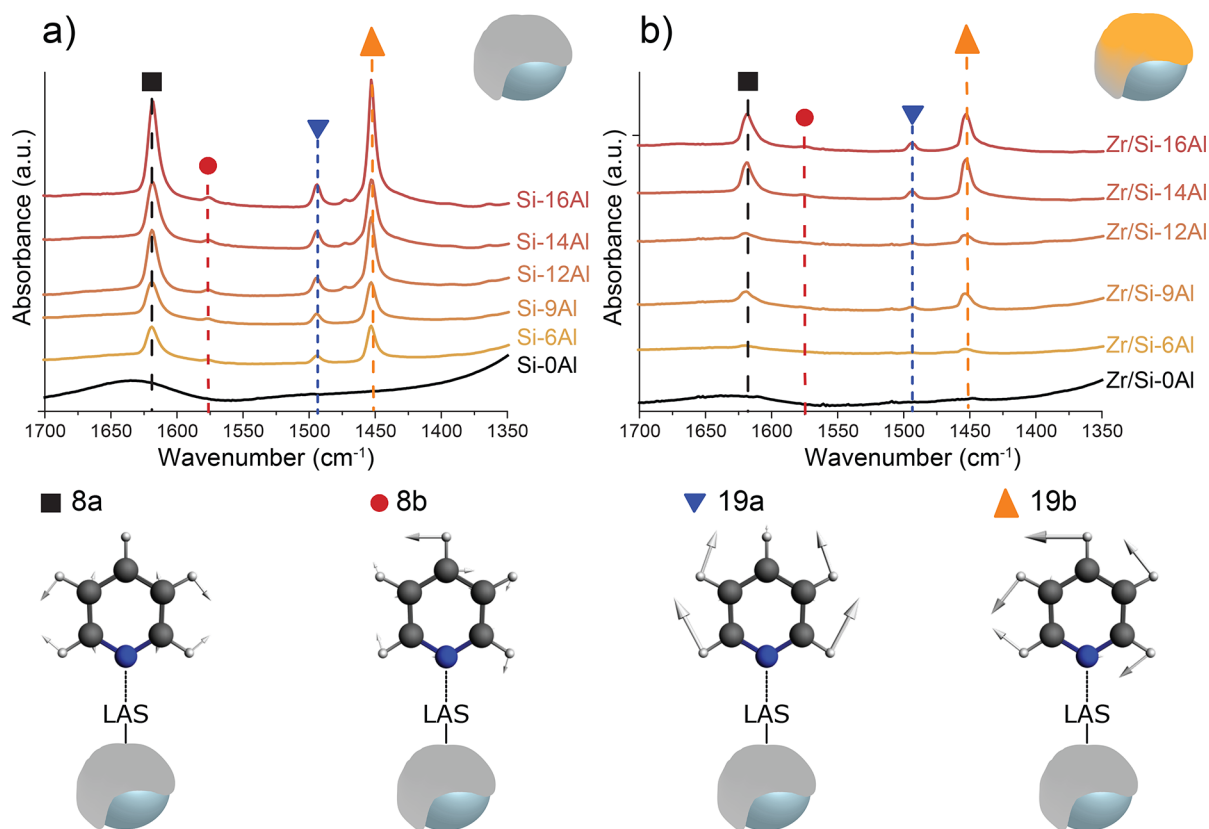 a)
Absorbance (a.u.)
Si-16Al
Si-14Al
Si-12Al
Si-9Al
Si-6Al
Si-0Al
1700 1650 1600 1550 1500 1450 1400 1350
Wavenumber (cm-1)
b)
Absorbance (a.u.)
Zr/Si-16Al
Zr/Si-14Al
Zr/Si-12Al
Zr/Si-9Al
Zr/Si-6Al
Zr/Si-0Al
1700 1650 1600 1550 1500 1450 1400 1350
Wavenumber (cm-1)
8a
8b
19a
19b
LAS
LAS
LAS
LAS